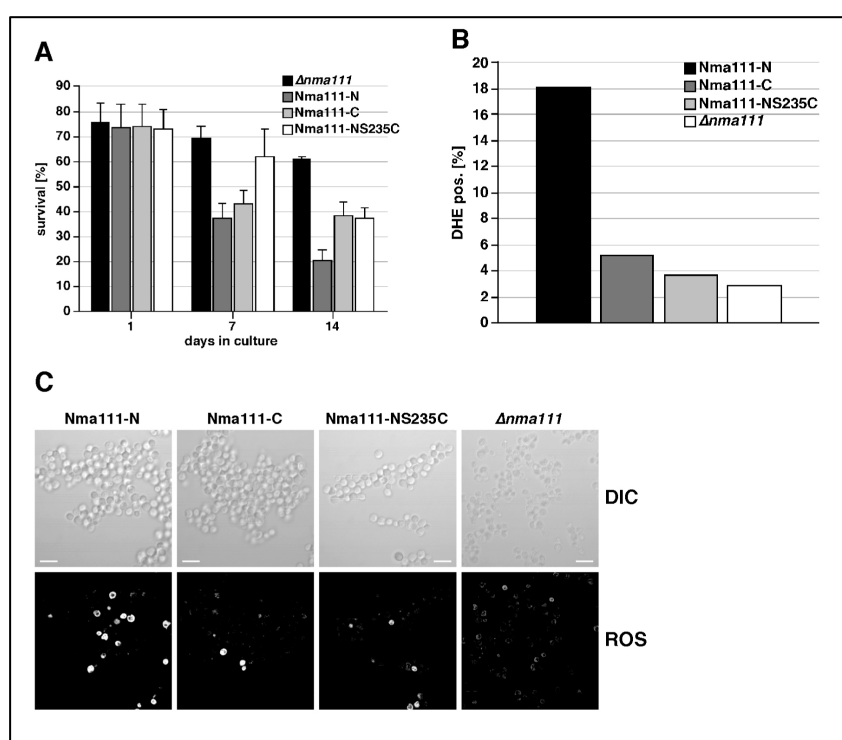 A
Δnma111
Nma111-N
Nma111-C
Nma111-NS235C
survival [%]
90
80
70
60
50
40
30
20
10
0
1 7 14
days in culture
B
Nma111-N
Nma111-C
Nma111-NS235C
Δnma111
DHE pos. [%]
20
18
16
14
12
10
8
6
4
2
0
C
Nma111-N Nma111-C Nma111-NS235C Δnma111
DIC
ROS